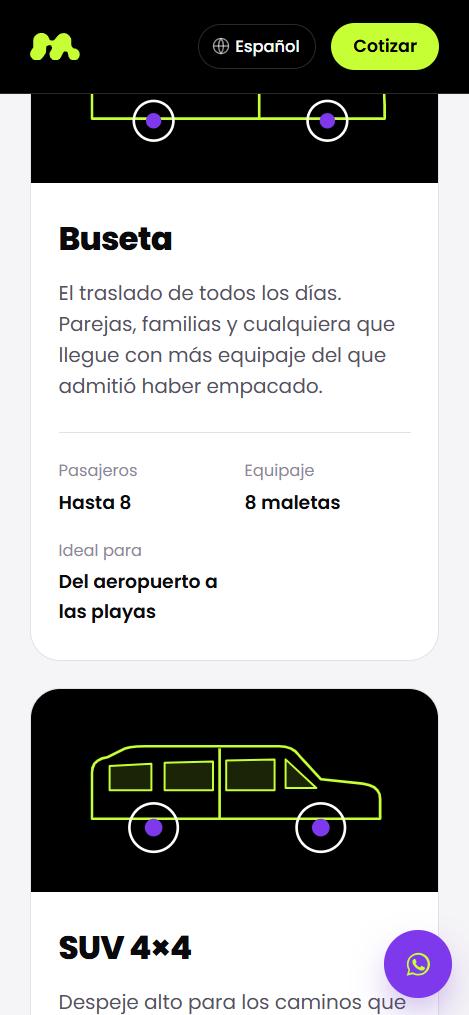 Español
Cotizar
Buseta
El traslado de todos los días.
Parejas, familias y cualquiera que
llegue con más equipaje del que
admitió haber empacado.
Pasajeros
Equipaje
Hasta 8
8 maletas
Ideal para
Del aeropuerto a
las playas
SUV 4×4
Despeje alto para los caminos que